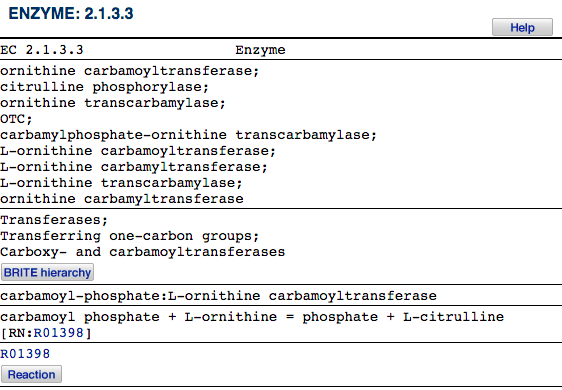 ENZYME: 2.1.3.3
Help
EC 2.1.3.3 Enzyme
ornithine carbamoyltransferase;
citrulline phosphorylase;
ornithine transcarbamylase;
OTC;
carbamylphosphate-ornithine transcarbamylase;
L-ornithine carbamoyltransferase;
L-ornithine carbamyltransferase;
L-ornithine transcarbamylase;
ornithine carbamyltransferase
Transferases;
Transferring one-carbon groups;
Carboxy- and carbamoyltransferases
BRITE hierarchy
carbamoyl-phosphate:L-ornithine carbamoyltransferase
carbamoyl phosphate + L-ornithine = phosphate + L-citrulline
[RN:R01398]
R01398
Reaction